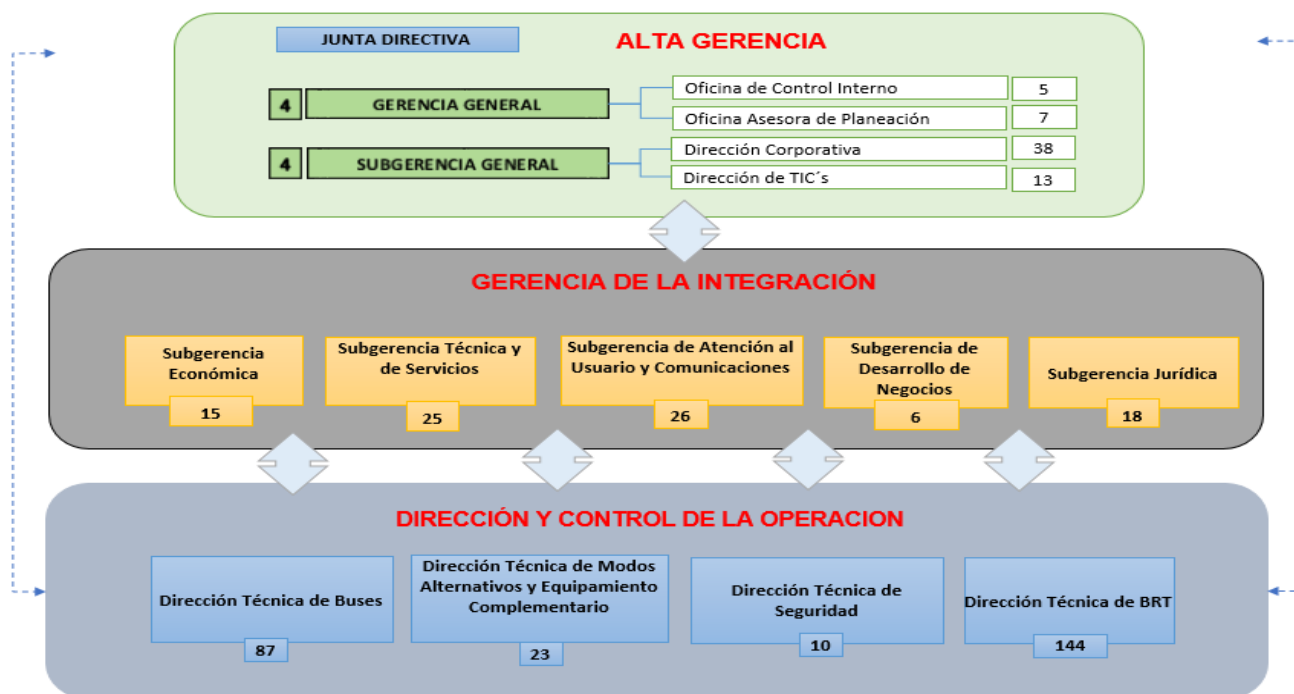 JUNTA DIRECTIVA
ALTA GERENCIA
4
GERENCIA GENERAL
Oficina de Control Interno
5
Oficina Asesora de Planeación
7
4
SUBGERENCIA GENERAL
Dirección Corporativa
38
Dirección de TIC´s
13
GERENCIA DE LA INTEGRACIÓN
Subgerencia
Económica
15
Subgerencia Técnica y
de Servicios
25
Subgerencia de Atención al
Usuario y Comunicaciones
26
Subgerencia de
Desarrollo de
Negocios
6
Subgerencia Jurídica
18
DIRECCIÓN Y CONTROL DE LA OPERACION
Dirección Técnica de Buses
87
Dirección Técnica de Modos
Alternativos y Equipamiento
Complementario
23
Dirección Técnica de
Seguridad
10
Dirección Técnica de BRT
144